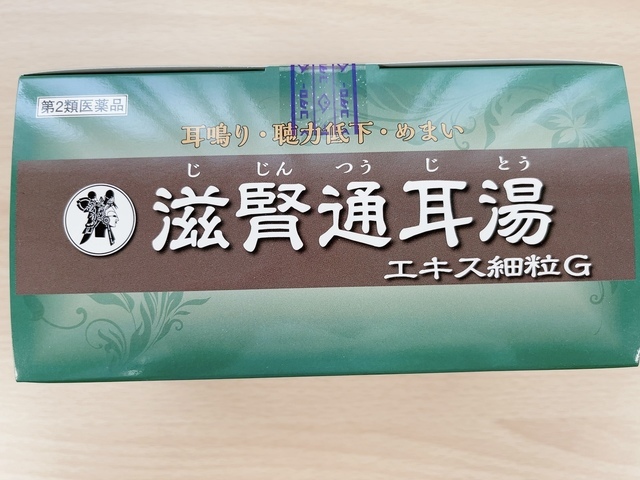 第2類医薬品
耳鳴り・聴力低下・めまい
じ じん つう じ とう
滋腎通耳湯
エキス細粒G